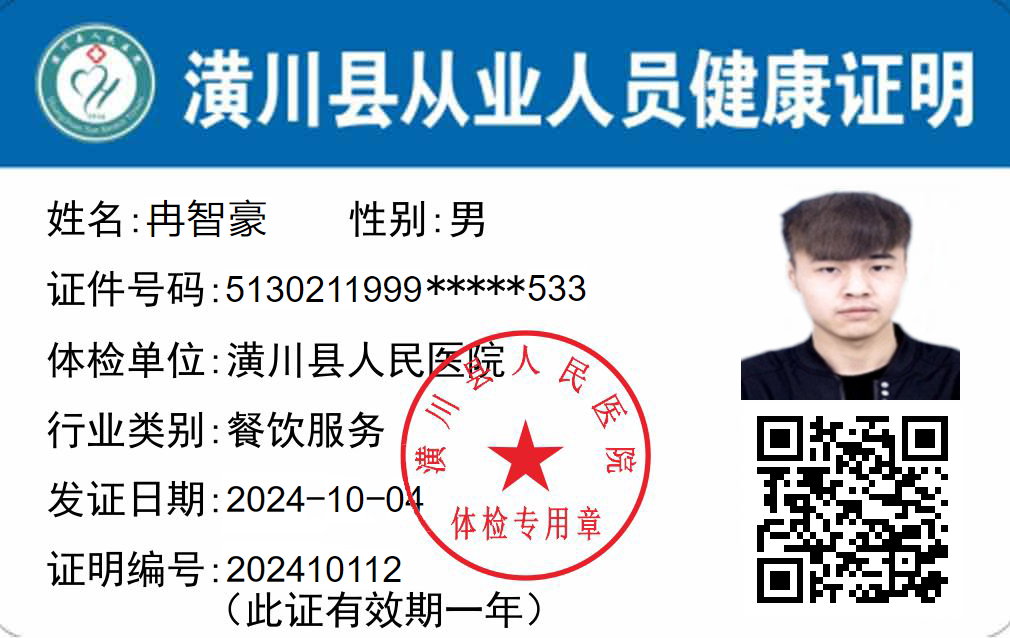 潢川县从业人员健康证明
姓名:冉智豪 性别:男
证件号码:5130211999*****533
体检单位:潢川县人民医院
行业类别:餐饮服务
发证日期:2024-10-04
证明编号:202410112
（此证有效期一年）
潢川县人民医院
体检专用章